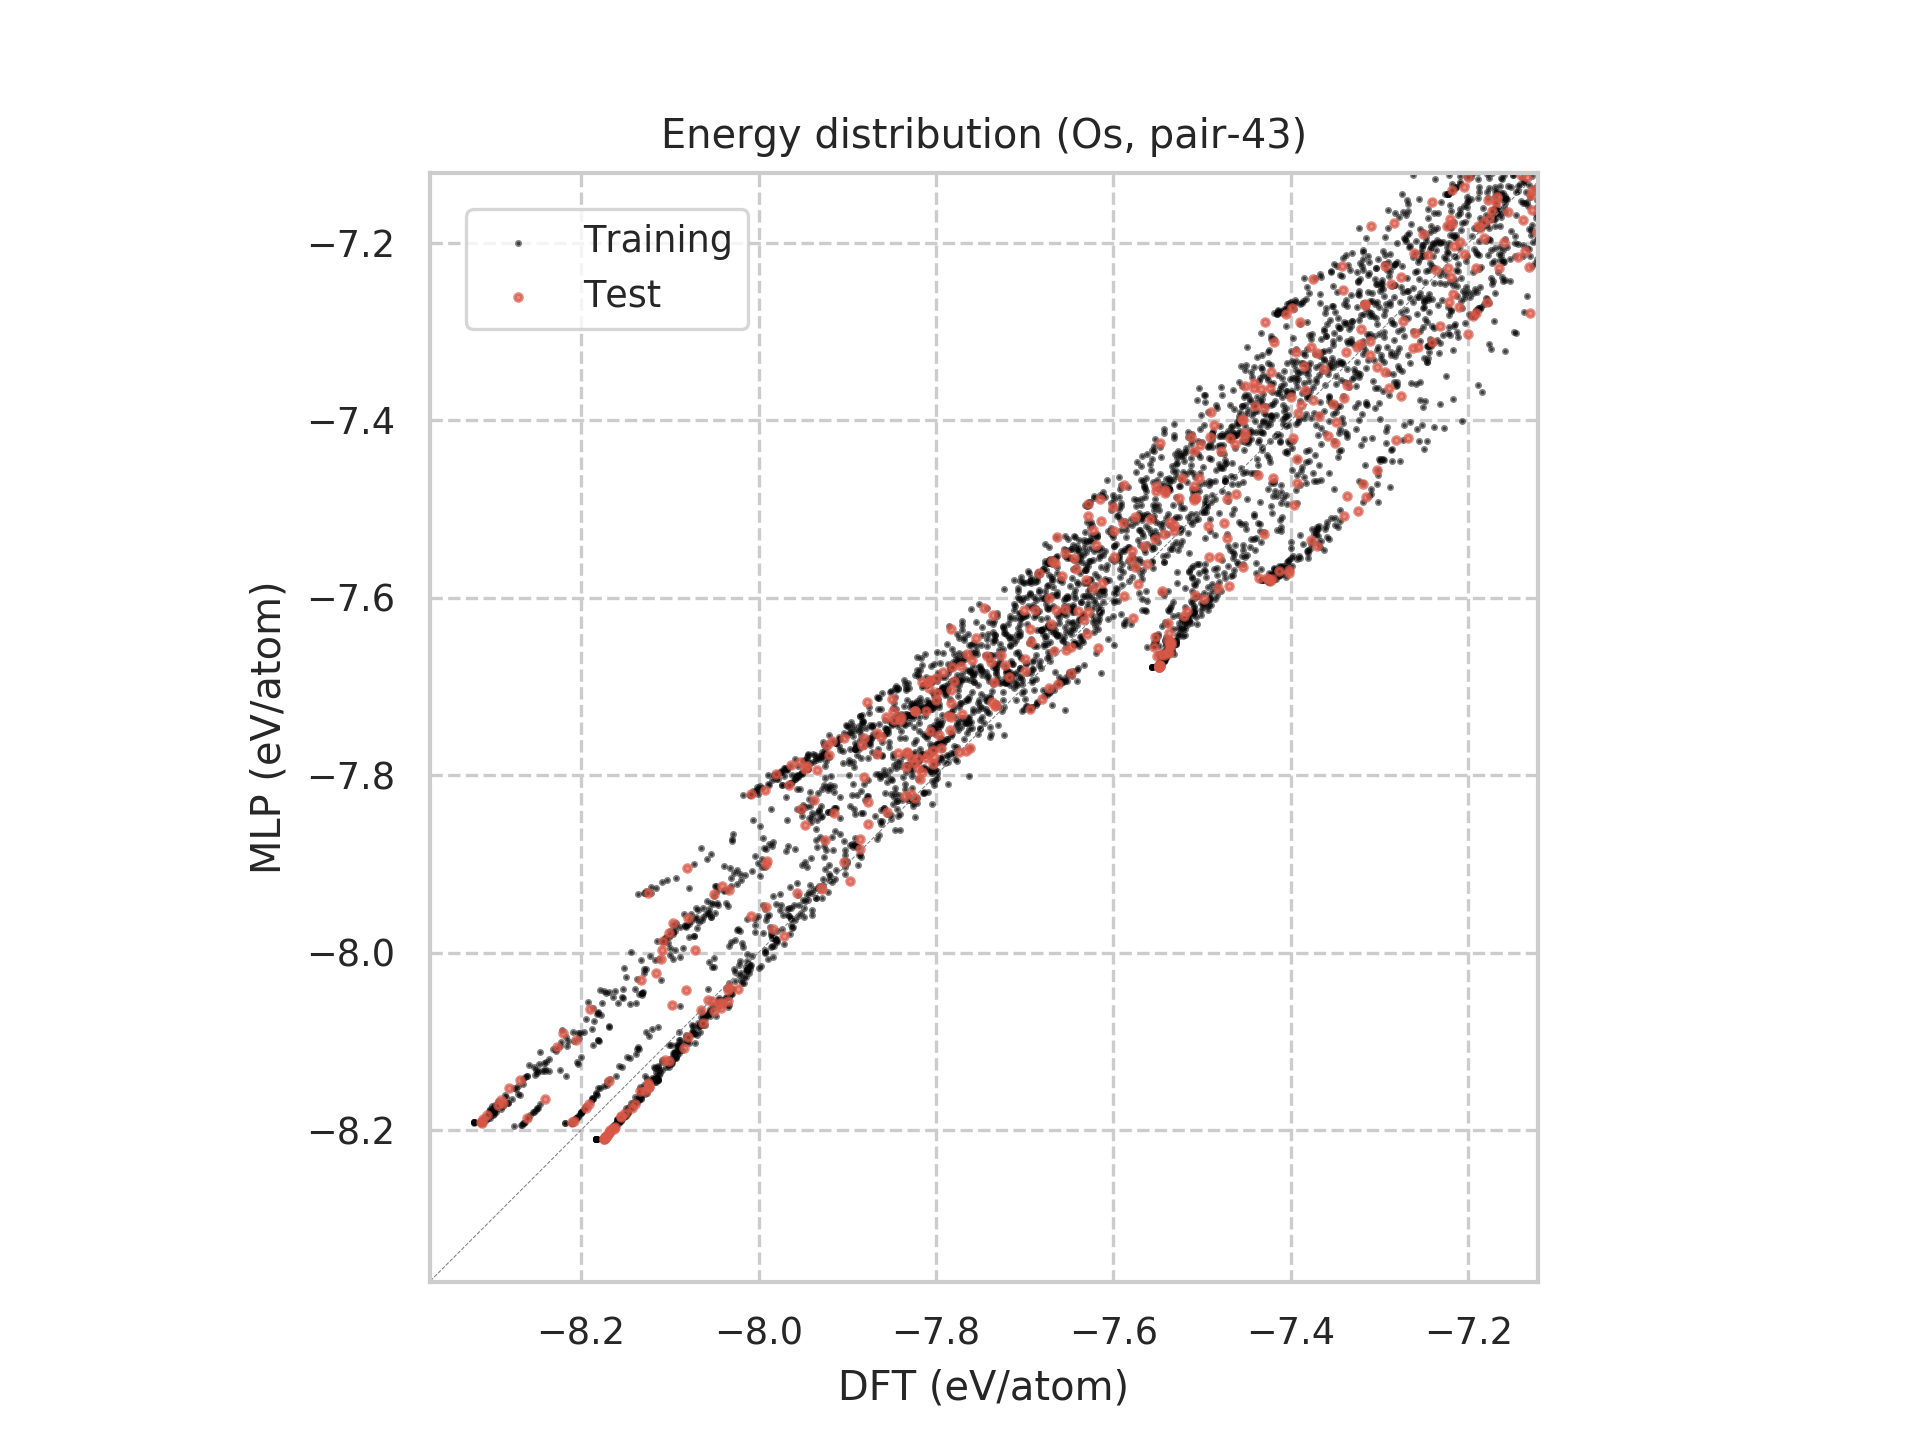 Energy distribution (Os, pair-43)
Training
Test
−7.2
−7.4
−7.6
−7.8
−8.0
−8.2
MLP (eV/atom)
−8.2 −8.0 −7.8 −7.6 −7.4 −7.2
DFT (eV/atom)